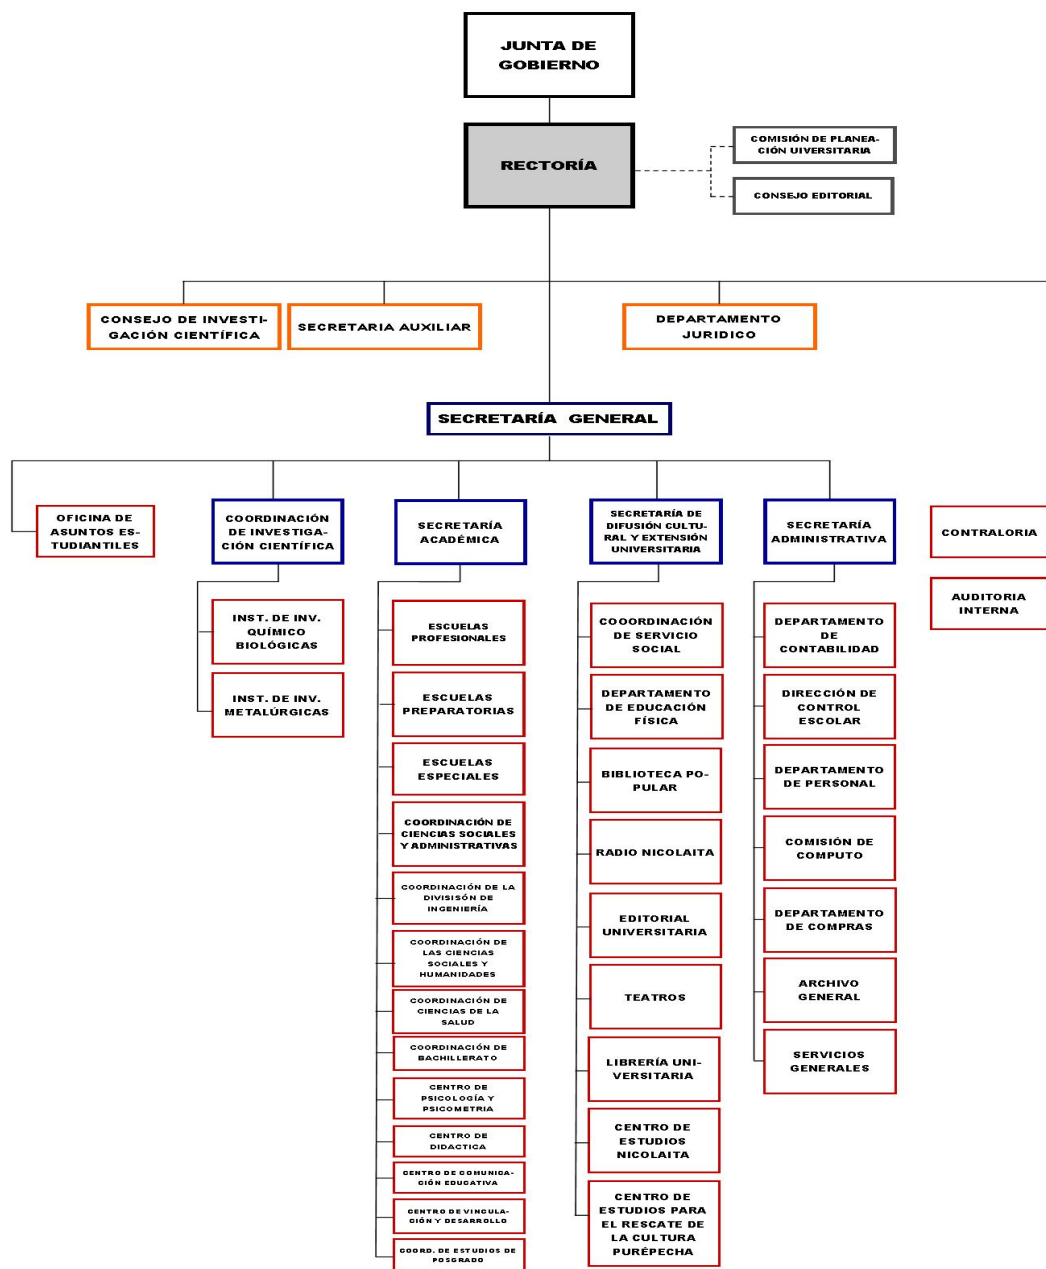 JUNTA DE
GOBIERNO
RECTORÍA
COMISIÓN DE PLANEA-
CIÓN UIVERSITARIA
CONSEJO EDITORIAL
CONSEJO DE INVESTI-
GACIÓN CIENTÍFICA
SECRETARIA AUXILIAR
DEPARTAMENTO
JURIDICO
SECRETARÍA GENERAL
OFICINA DE
ASUNTOS ES-
TUDIANTILES
COORDINACIÓN
DE INVESTIGA-
CIÓN CIENTÍFICA
SECRETARÍA
ACADÉMICA
SECRETARÍA DE
DIFUSIÓN CULTU-
RAL Y EXTENSIÓN
UNIVERSITARIA
SECRETARÍA
ADMINISTRATIVA
CONTRALORIA
AUDITORIA
INTERNA
INST. DE INV.
QUÍMICO
BIOLÓGICAS
INST. DE INV.
METALÚRGICAS
ESCUELAS
PROFESIONALES
ESCUELAS
PREPARATORIAS
ESCUELAS
ESPECIALES
COORDINACIÓN DE
CIENCIAS SOCIALES
Y ADMINISTRATIVAS
COORDINACIÓN DE LA
DIVISISÓN DE
INGENIERÍA
COORDINACIÓN DE
LAS CIENCIAS
SOCIALES Y
HUMANIDADES
COORDINACIÓN DE
CIENCIAS DE LA
SALUD
COORDINACIÓN DE
BACHILLERATO
CENTRO DE
PSICOLOGÍA Y
PSICOMETRIA
CENTRO DE
DIDACTICA
CENTRO DE COMUNICA-
CIÓN EDUCATIVA
CENTRO DE VINCULA-
CIÓN Y DESARROLLO
COORD. DE ESTUDIOS DE
POSGRADO
COOORDINACIÓN
DE SERVICIO
SOCIAL
DEPARTAMENTO
DE EDUCACIÓN
FÍSICA
BIBLIOTECA PO-
PULAR
RADIO NICOLAITA
EDITORIAL
UNIVERSITARIA
TEATROS
LIBRERÍA UNI-
VERSITARIA
CENTRO DE
ESTUDIOS
NICOLAITA
CENTRO DE
ESTUDIOS PARA
EL RESCATE DE
LA CULTURA
PURÉPECHA
DEPARTAMENTO
DE
CONTABILIDAD
DIRECCIÓN DE
CONTROL
ESCOLAR
DEPARTAMENTO
DE PERSONAL
COMISIÓN DE
COMPUTO
DEPARTAMENTO
DE COMPRAS
ARCHIVO
GENERAL
SERVICIOS
GENERALES